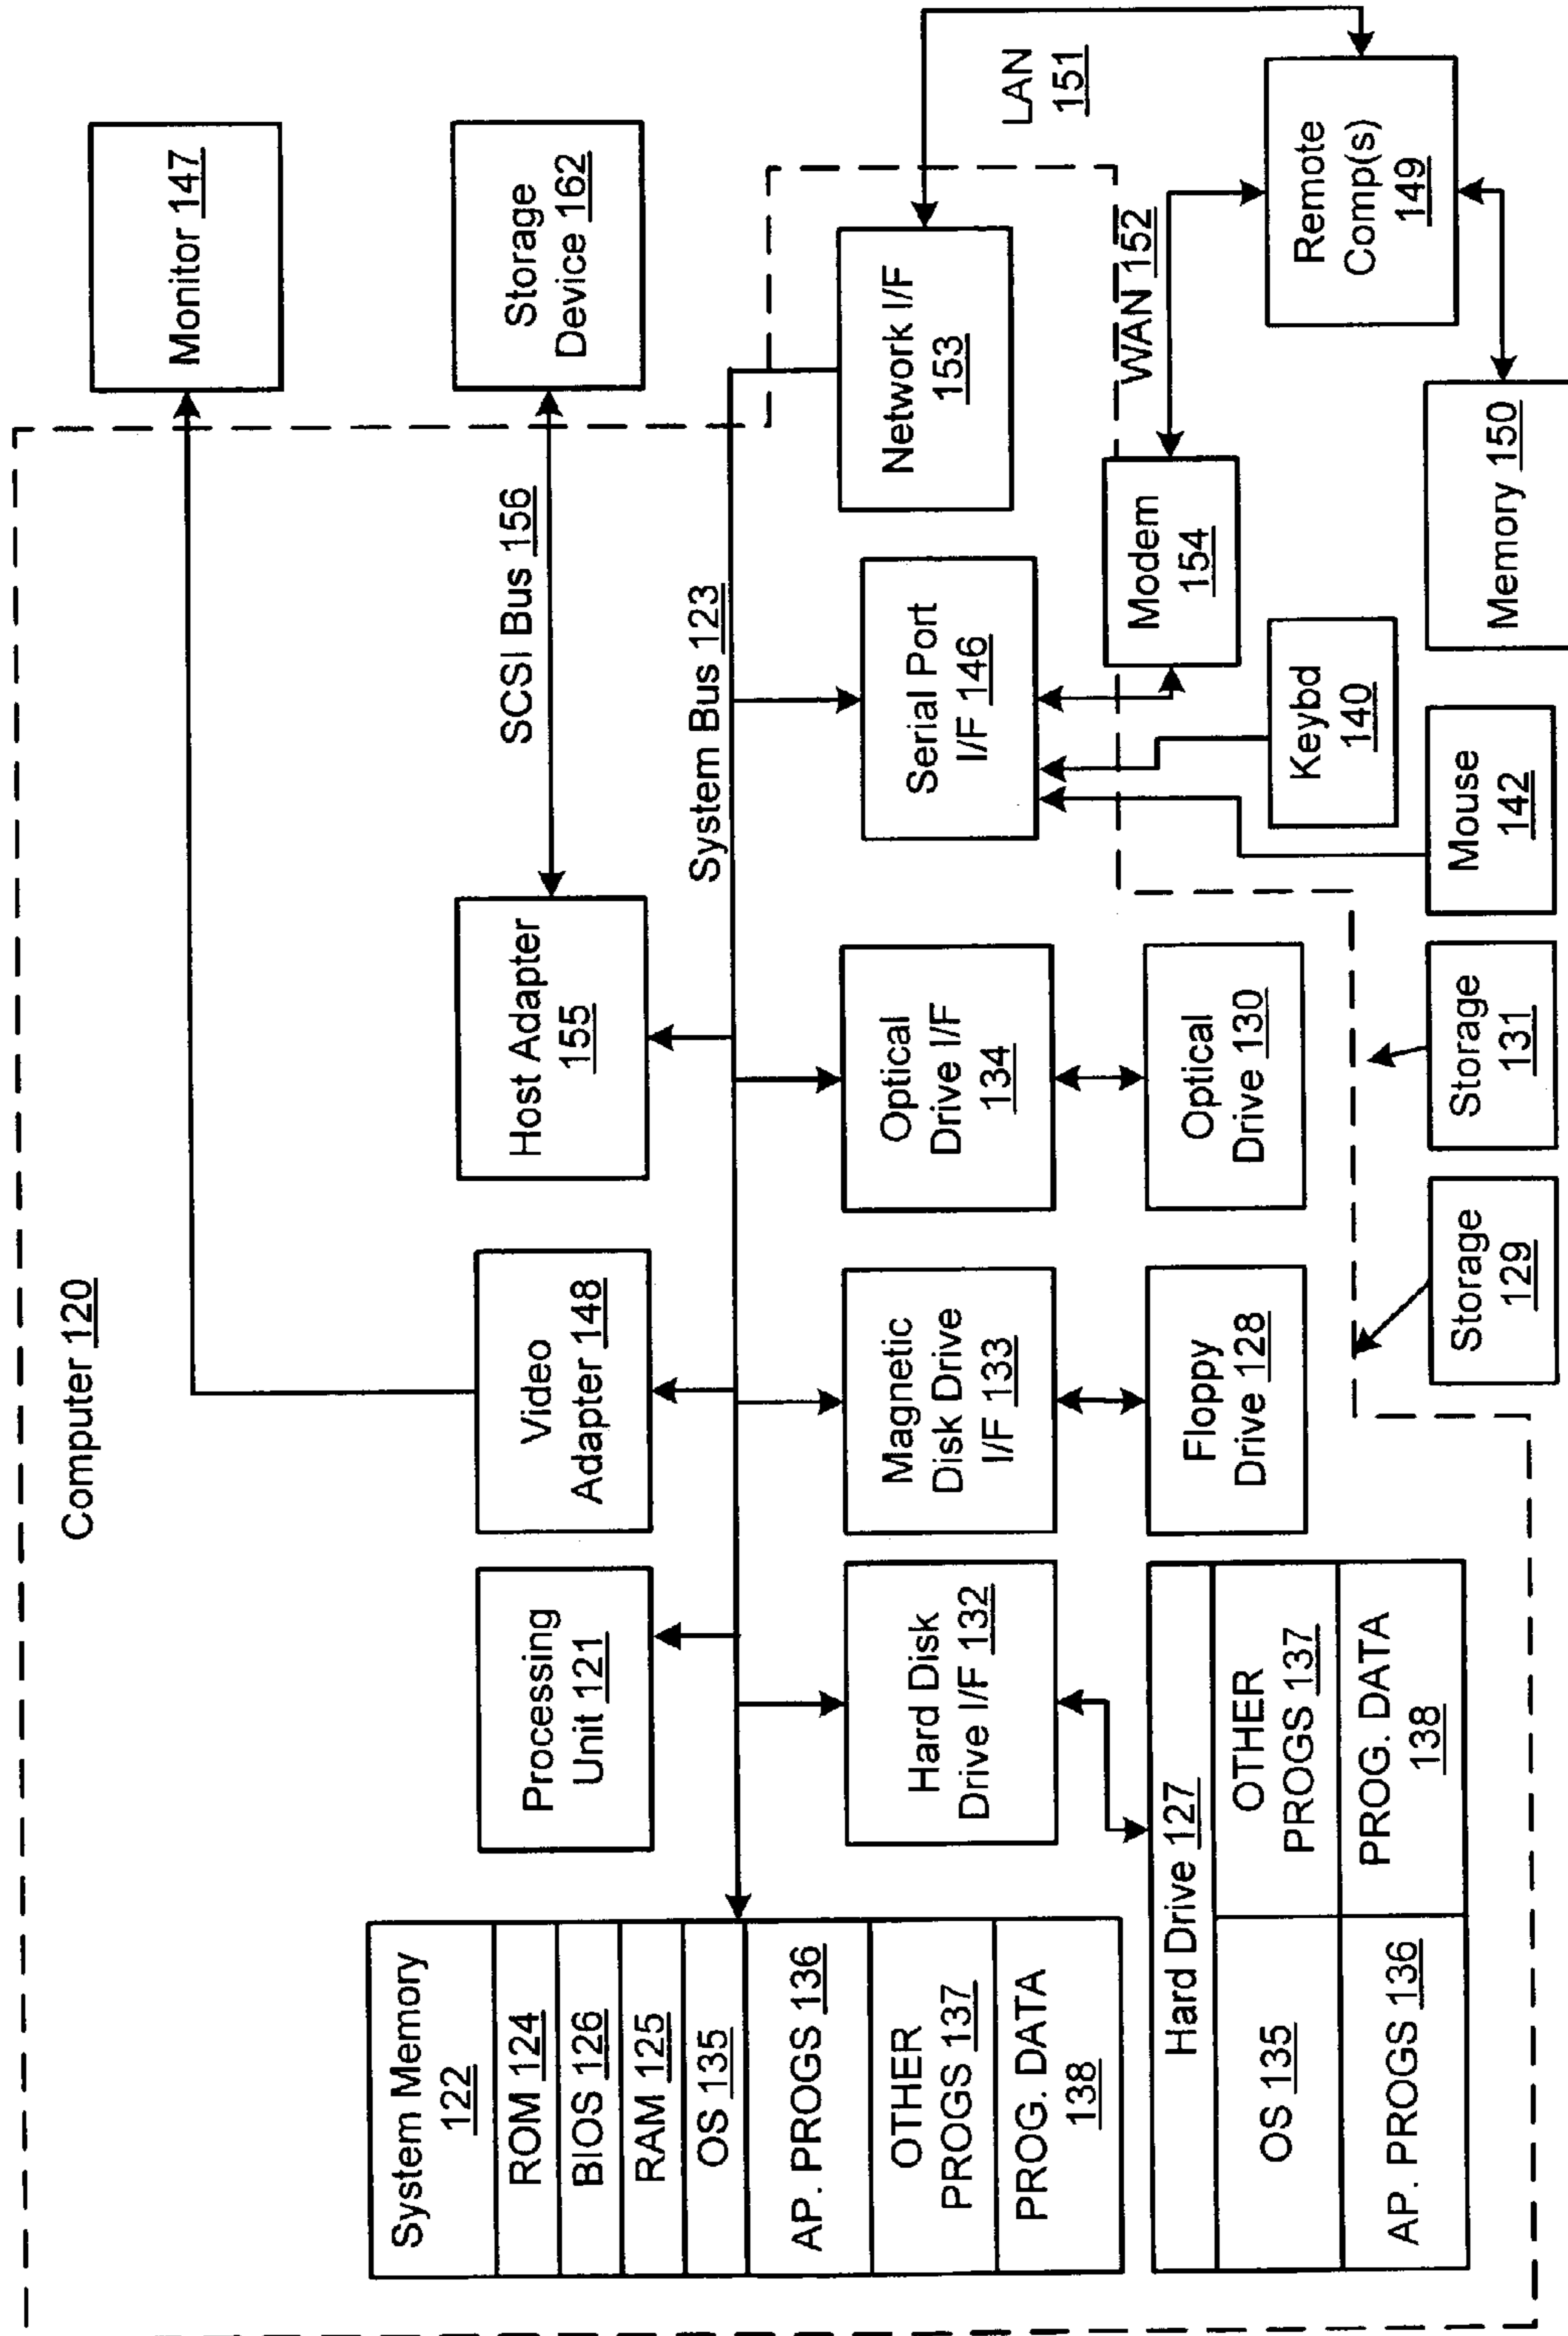 Computer 120
Monitor 147
System Memory
122
ROM 124
BIOS 126
RAM 125
OS 135
AP. PROGS 136
OTHER
PROGS 137
PROG. DATA
138
Processing
Unit 121
Video
Adapter 148
Host Adapter
155
SCSI Bus 156
Storage
Device 162
System Bus 123
Hard Disk
Drive I/F 132
Magnetic
Disk Drive
I/F 133
Optical
Drive I/F
134
Serial Port
I/F 146
Network I/F
153
LAN
151
Hard Drive 127
OS 135
OTHER
PROGS 137
AP. PROGS 136
PROG. DATA
138
Floppy
Drive 128
Optical
Drive 130
Modem
154
WAN 152
Keybd
140
Remote
Comp(s)
149
Storage
129
Storage
131
Mouse
142
Memory 150